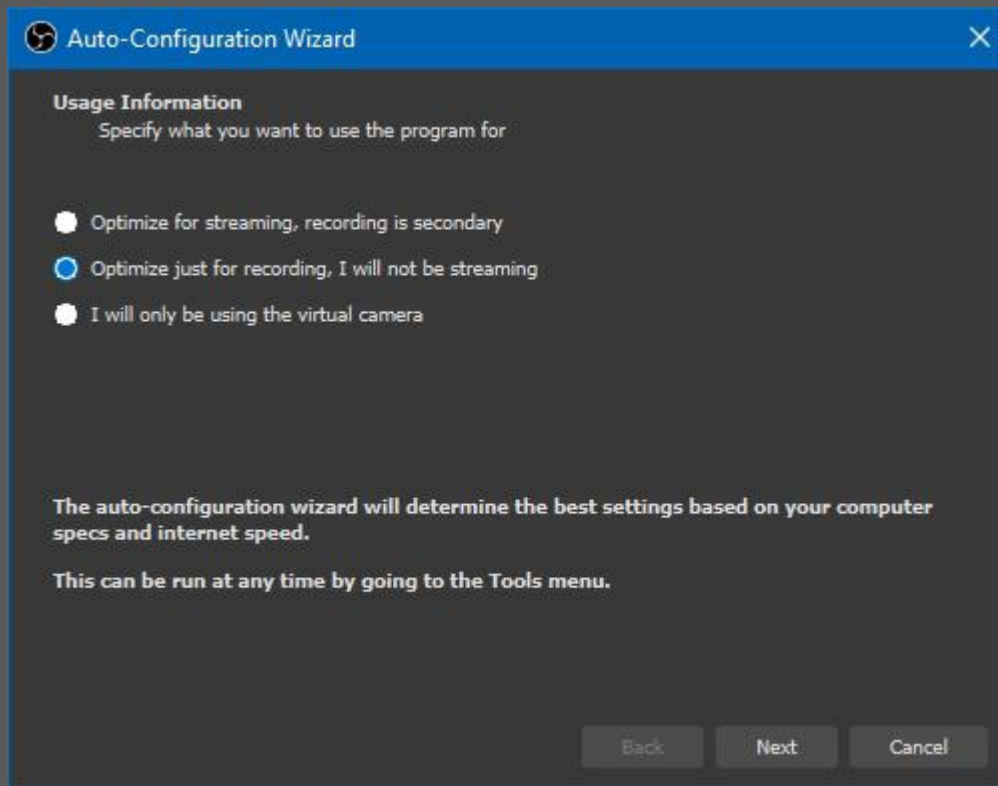 Auto-Configuration Wizard
Usage Information
Specify what you want to use the program for
Optimize for streaming, recording is secondary
Optimize just for recording, I will not be streaming
I will only be using the virtual camera
The auto-configuration wizard will determine the best settings based on your computer
specs and internet speed.
This can be run at any time by going to the Tools menu.
Back Next Cancel